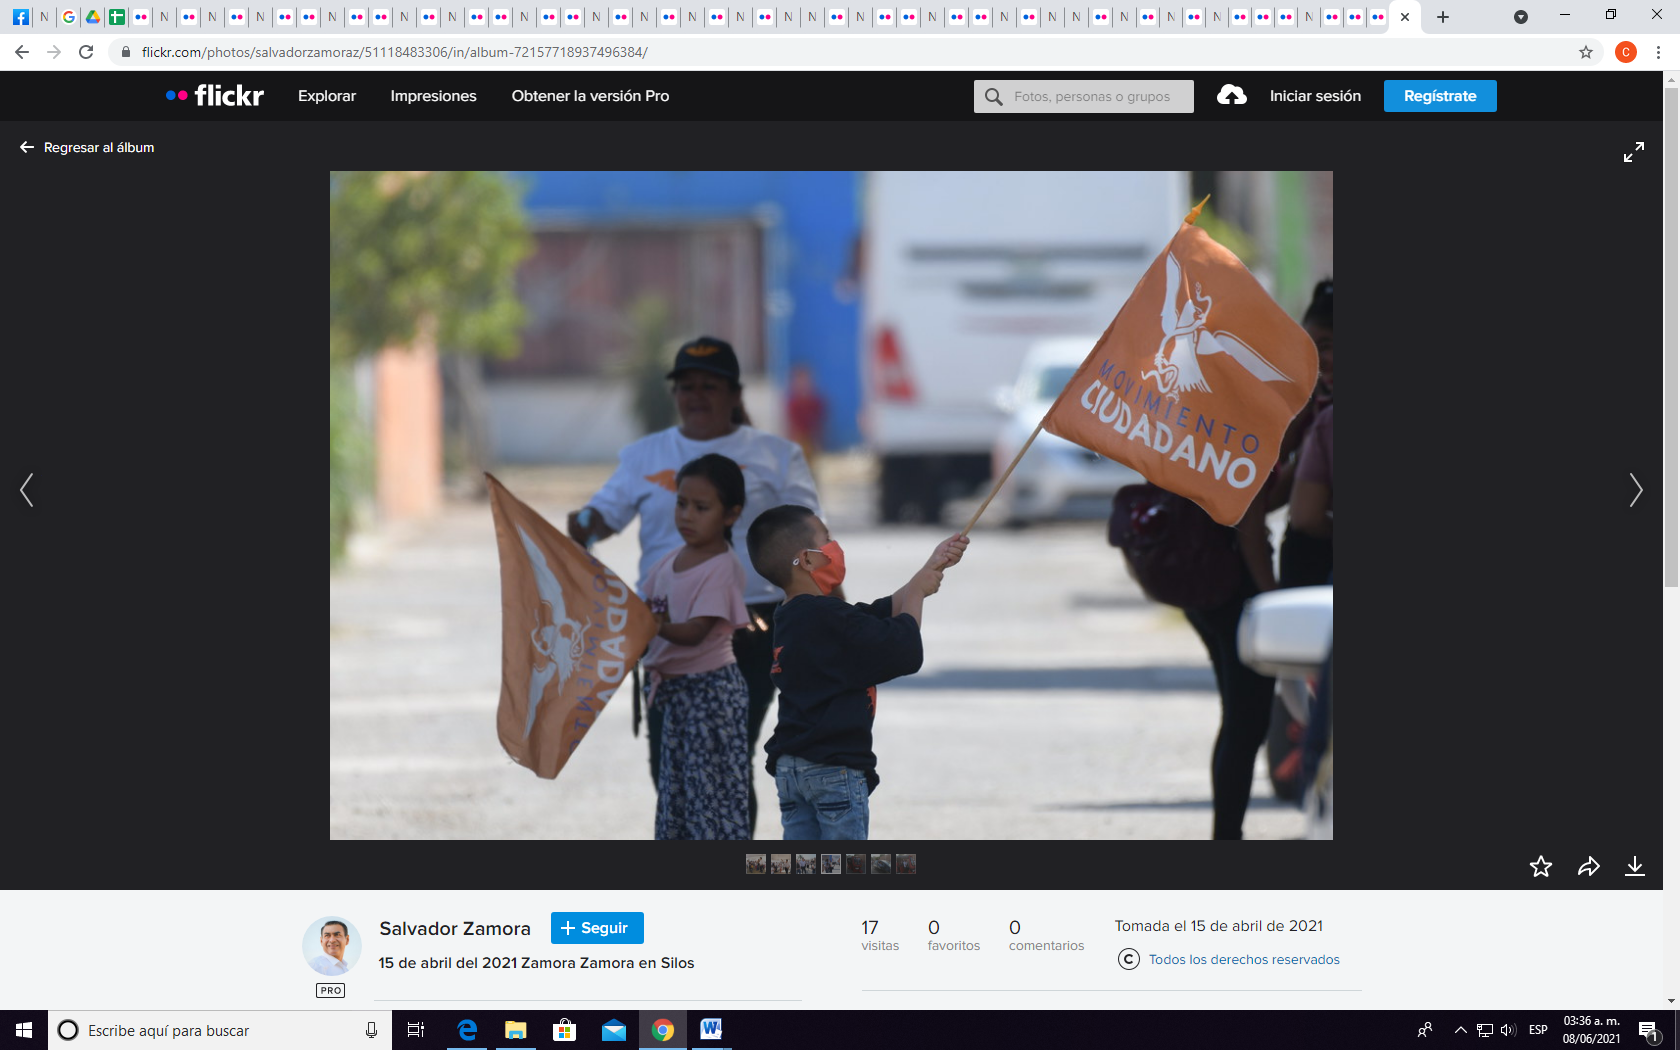 flickr.com/photos/salvadorzamoraz/51118483306/in/album-72157718937496384/
C
flickr
Explorar
Impresiones
Obtener la versión Pro
Fotos, personas o grupos
Iniciar sesión
Regístrate
Regresar al álbum
MOVIMIENTO
CIUDADANO
Salvador Zamora
Seguir
PRO
15 de abril del 2021 Zamora Zamora en Silos
17
visitas
0
favoritos
0
comentarios
Tomada el 15 de abril de 2021
Todos los derechos reservados
Escribe aquí para buscar
ESP
03:36 a. m.
08/06/2021
1